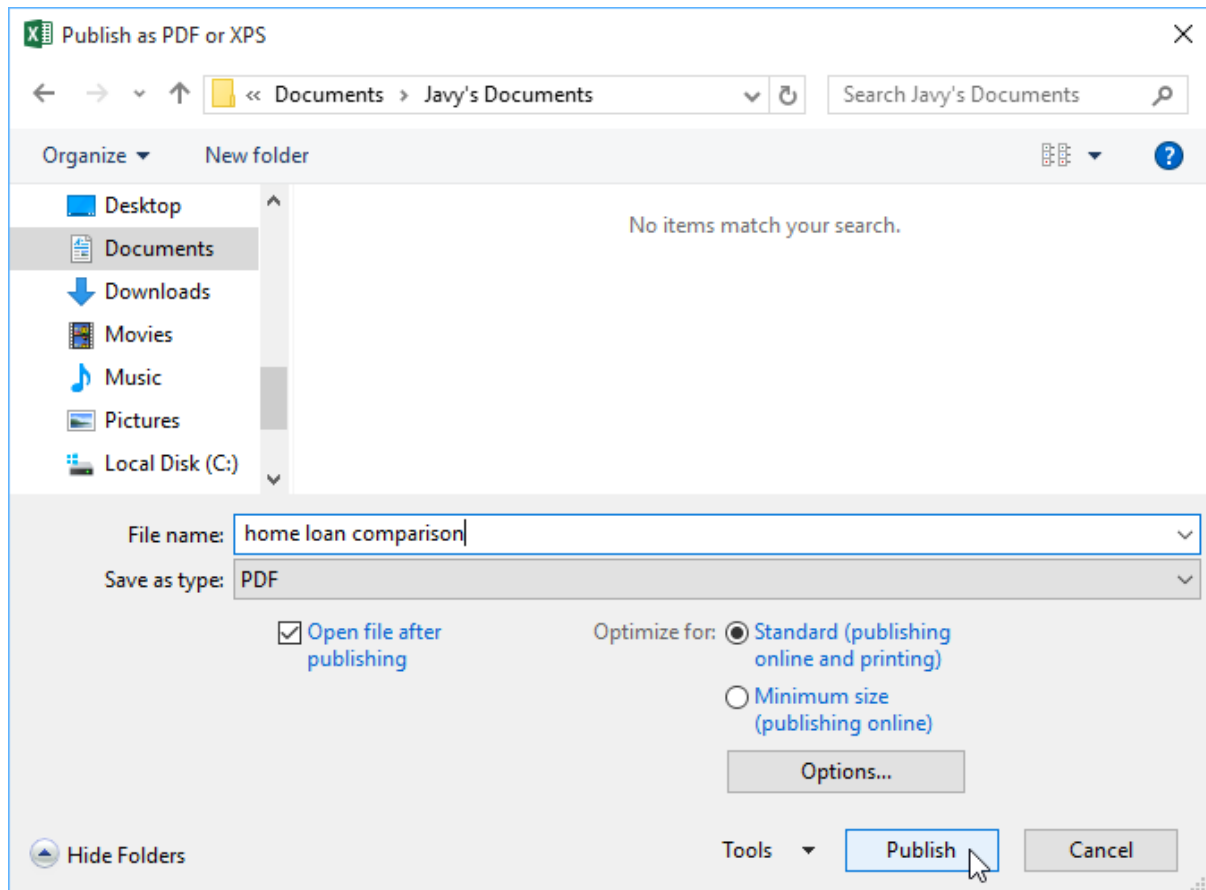 Publish as PDF or XPS
« Documents › Javy's Documents
Search Javy's Documents
Organize
New folder
?
Desktop
Documents
Downloads
Movies
Music
Pictures
Local Disk (C:)
No items match your search.
File name: home loan comparison
Save as type: PDF
Open file after
publishing
Optimize for: Standard (publishing
online and printing)
Minimum size
(publishing online)
Options...
Hide Folders
Tools
Publish
Cancel